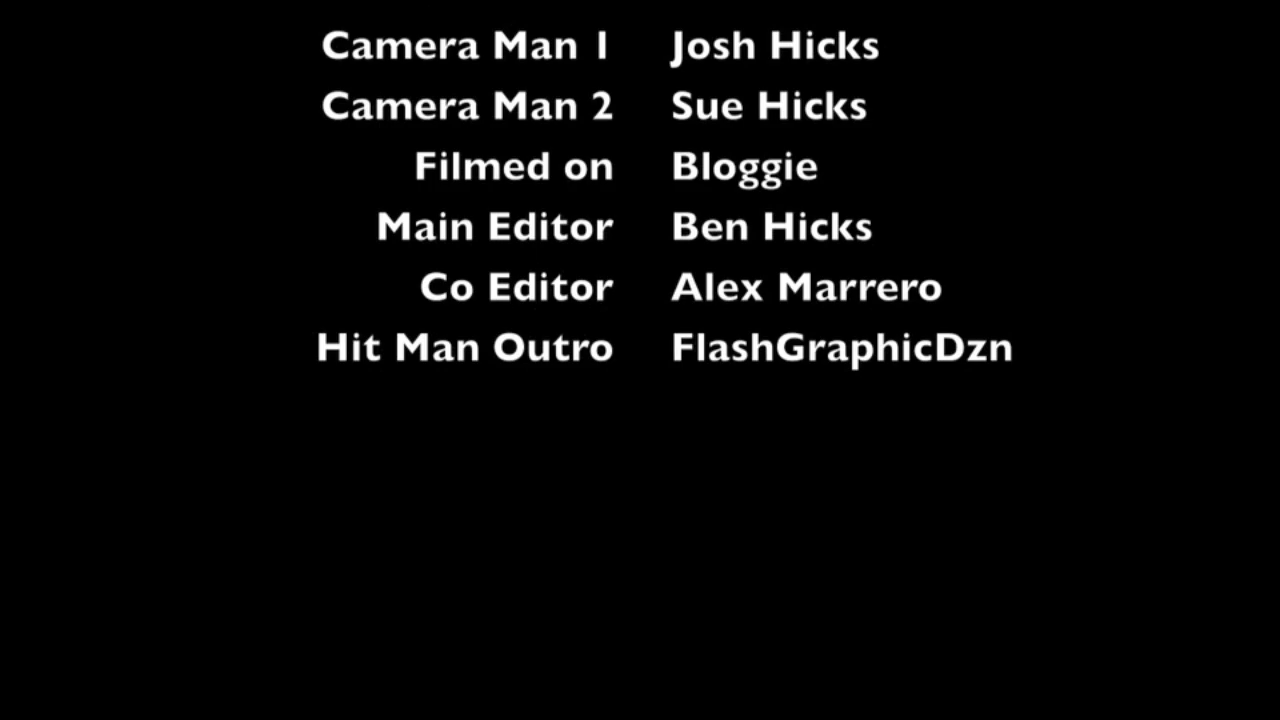 Camera Man 1 Josh Hicks
Camera Man 2 Sue Hicks
Filmed on Bloggie
Main Editor Ben Hicks
Co Editor Alex Marrero
Hit Man Outro FlashGraphicDzn